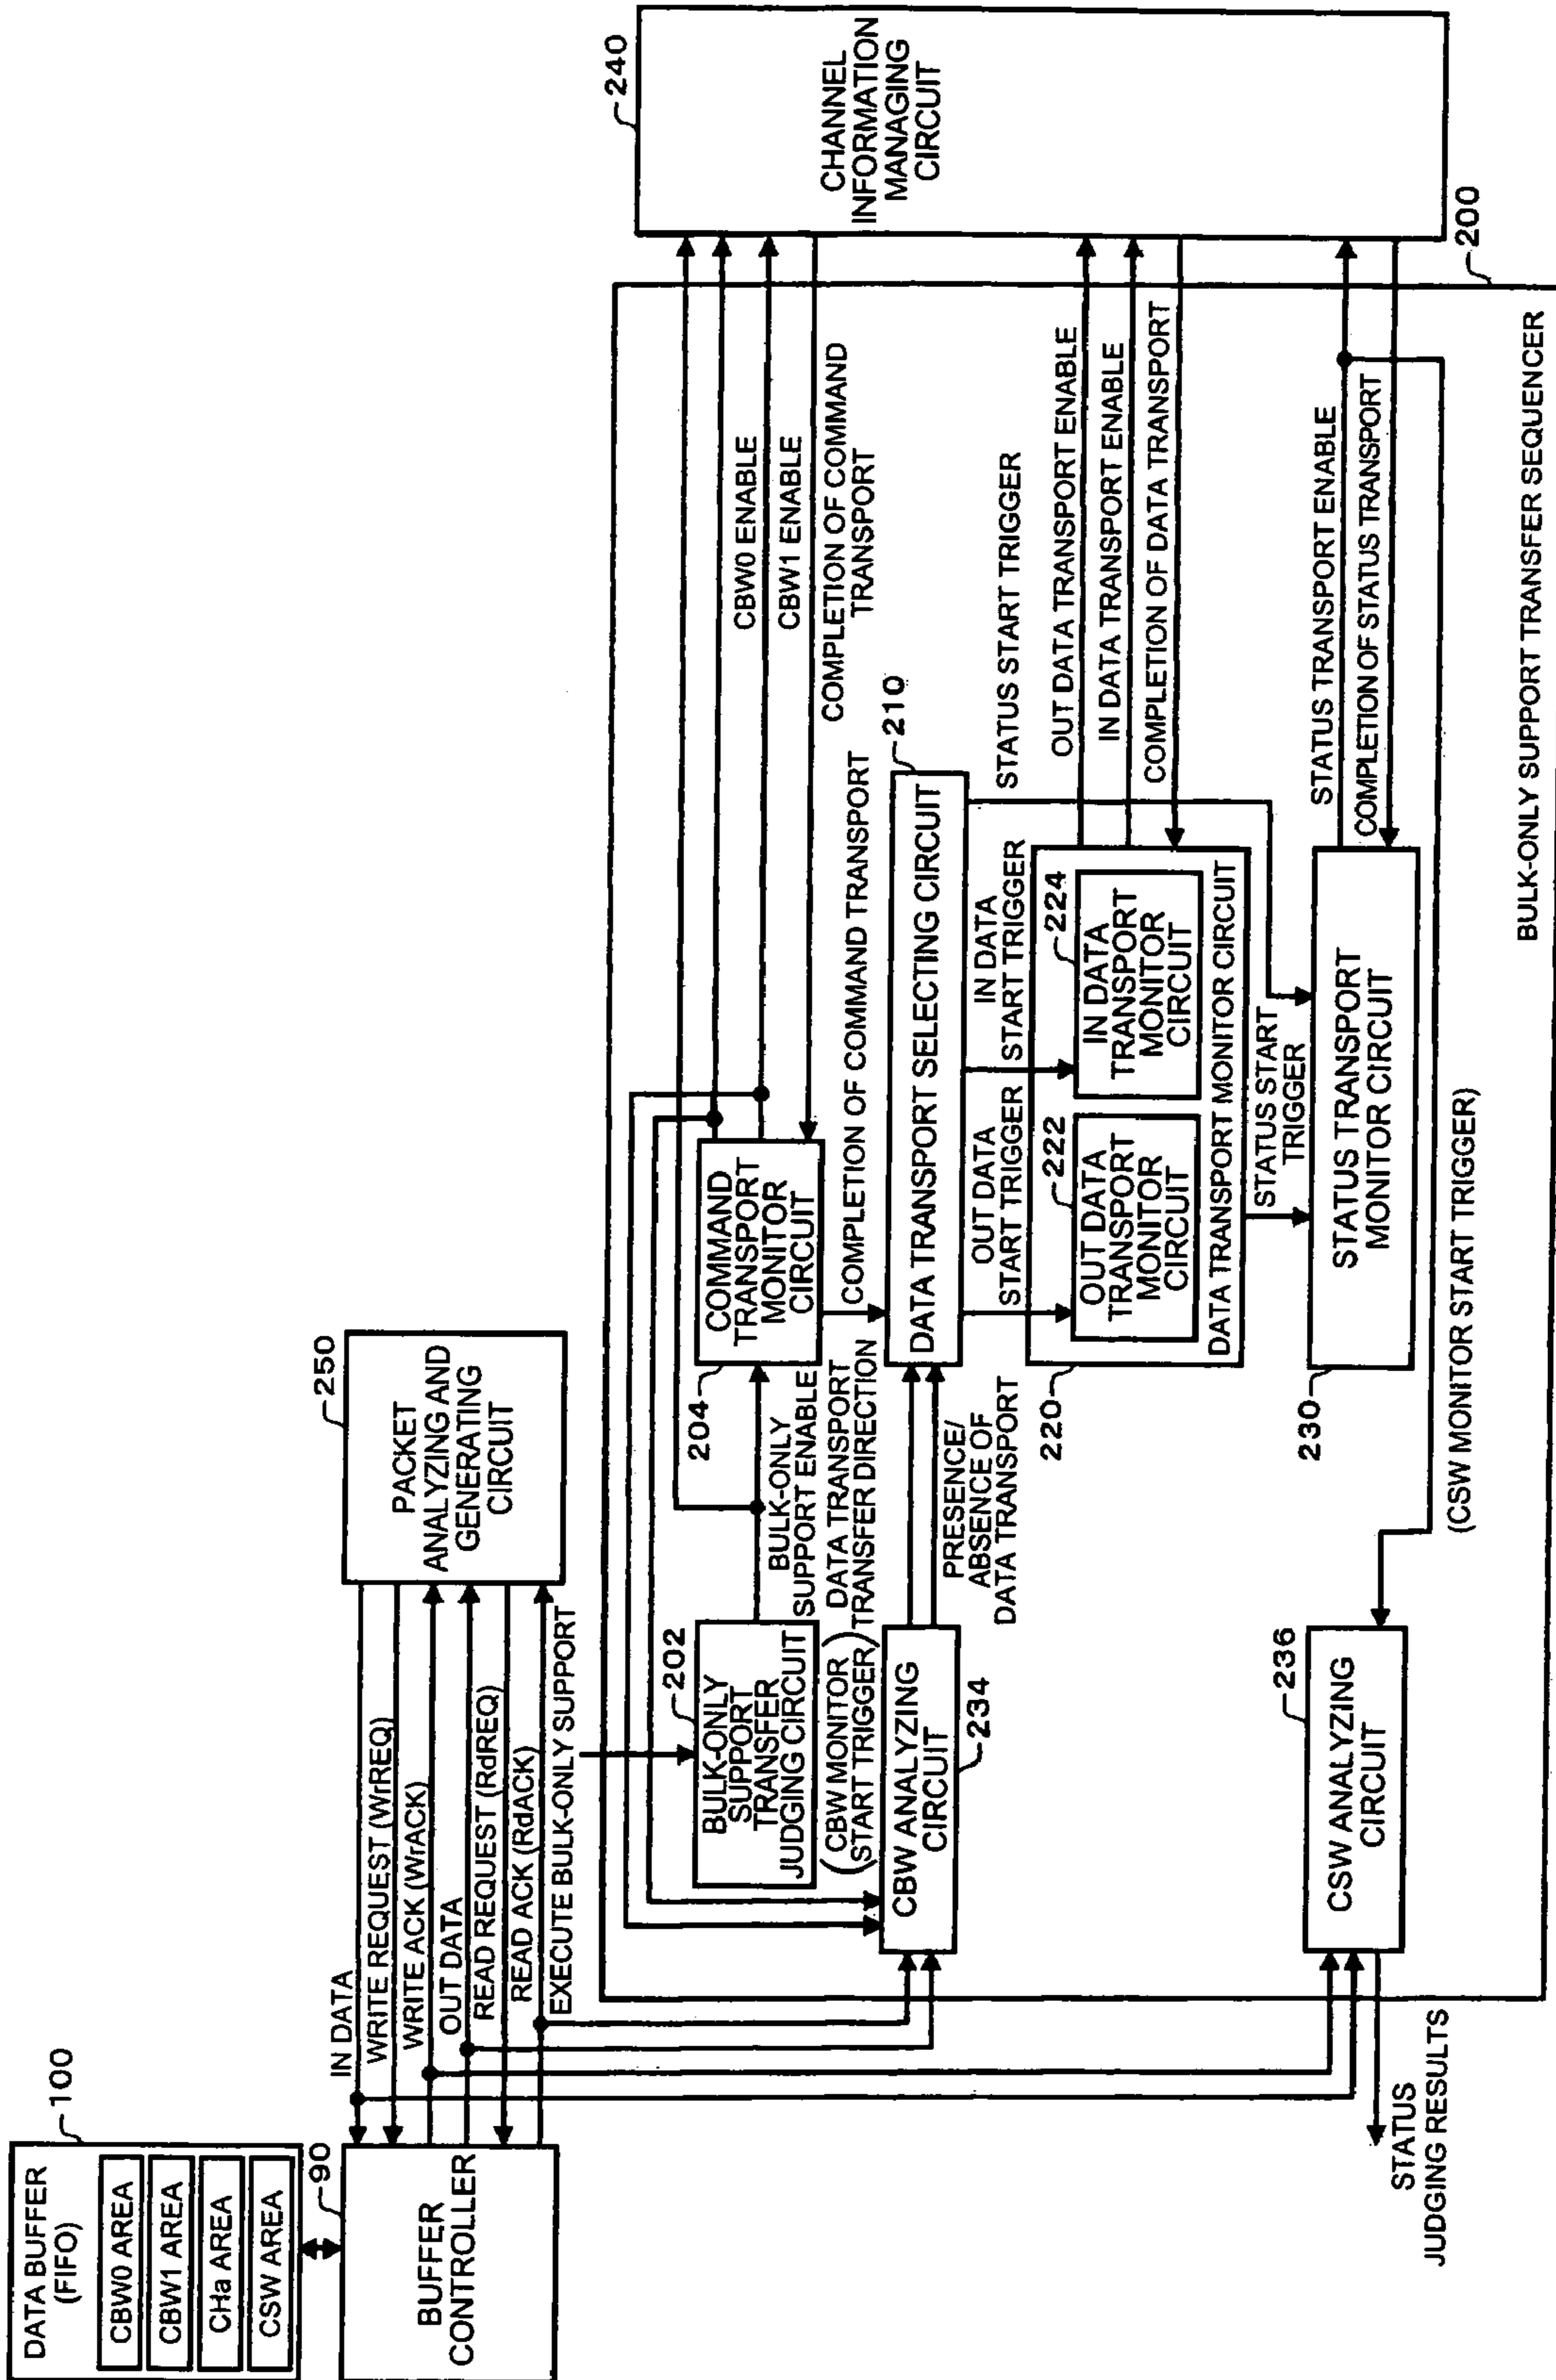 DATA BUFFER
(FIFO)
CBW0 AREA
CBW1 AREA
CHa AREA
CSW AREA
100
90
BUFFER
CONTROLLER
IN DATA
WRITE REQUEST (WrREQ)
WRITE ACK (WrACK)
OUT DATA
READ REQUEST (RdREQ)
READ ACK (RdACK)
EXECUTE BULK-ONLY SUPPORT
250
PACKET
ANALYZING AND
GENERATING
CIRCUIT
240
CHANNEL
INFORMATION
MANAGING
CIRCUIT
202
BULK-ONLY
SUPPORT
TRANSFER
JUDGING CIRCUIT
BULK-ONLY
SUPPORT ENABLE
204
COMMAND
TRANSPORT
MONITOR
CIRCUIT
CBW0 ENABLE
CBW1 ENABLE
COMPLETION OF COMMAND
TRANSPORT
COMPLETION OF COMMAND TRANSPORT
(CBW MONITOR
START TRIGGER)
DATA TRANSPORT
TRANSFER DIRECTION
CBW ANALYZING
CIRCUIT
234
PRESENCE/
ABSENCE OF
DATA TRANSPORT
210
DATA TRANSPORT SELECTING CIRCUIT
STATUS START TRIGGER
OUT DATA
START TRIGGER
IN DATA
START TRIGGER
220
222
OUT DATA
TRANSPORT
MONITOR
CIRCUIT
224
IN DATA
TRANSPORT
MONITOR
CIRCUIT
DATA TRANSPORT MONITOR CIRCUIT
OUT DATA TRANSPORT ENABLE
IN DATA TRANSPORT ENABLE
COMPLETION OF DATA TRANSPORT
STATUS START
TRIGGER
230
STATUS TRANSPORT
MONITOR CIRCUIT
STATUS TRANSPORT ENABLE
COMPLETION OF STATUS TRANSPORT
236
CSW ANALYZING
CIRCUIT
(CSW MONITOR START TRIGGER)
STATUS
JUDGING RESULTS
200
BULK-ONLY SUPPORT TRANSFER SEQUENCER